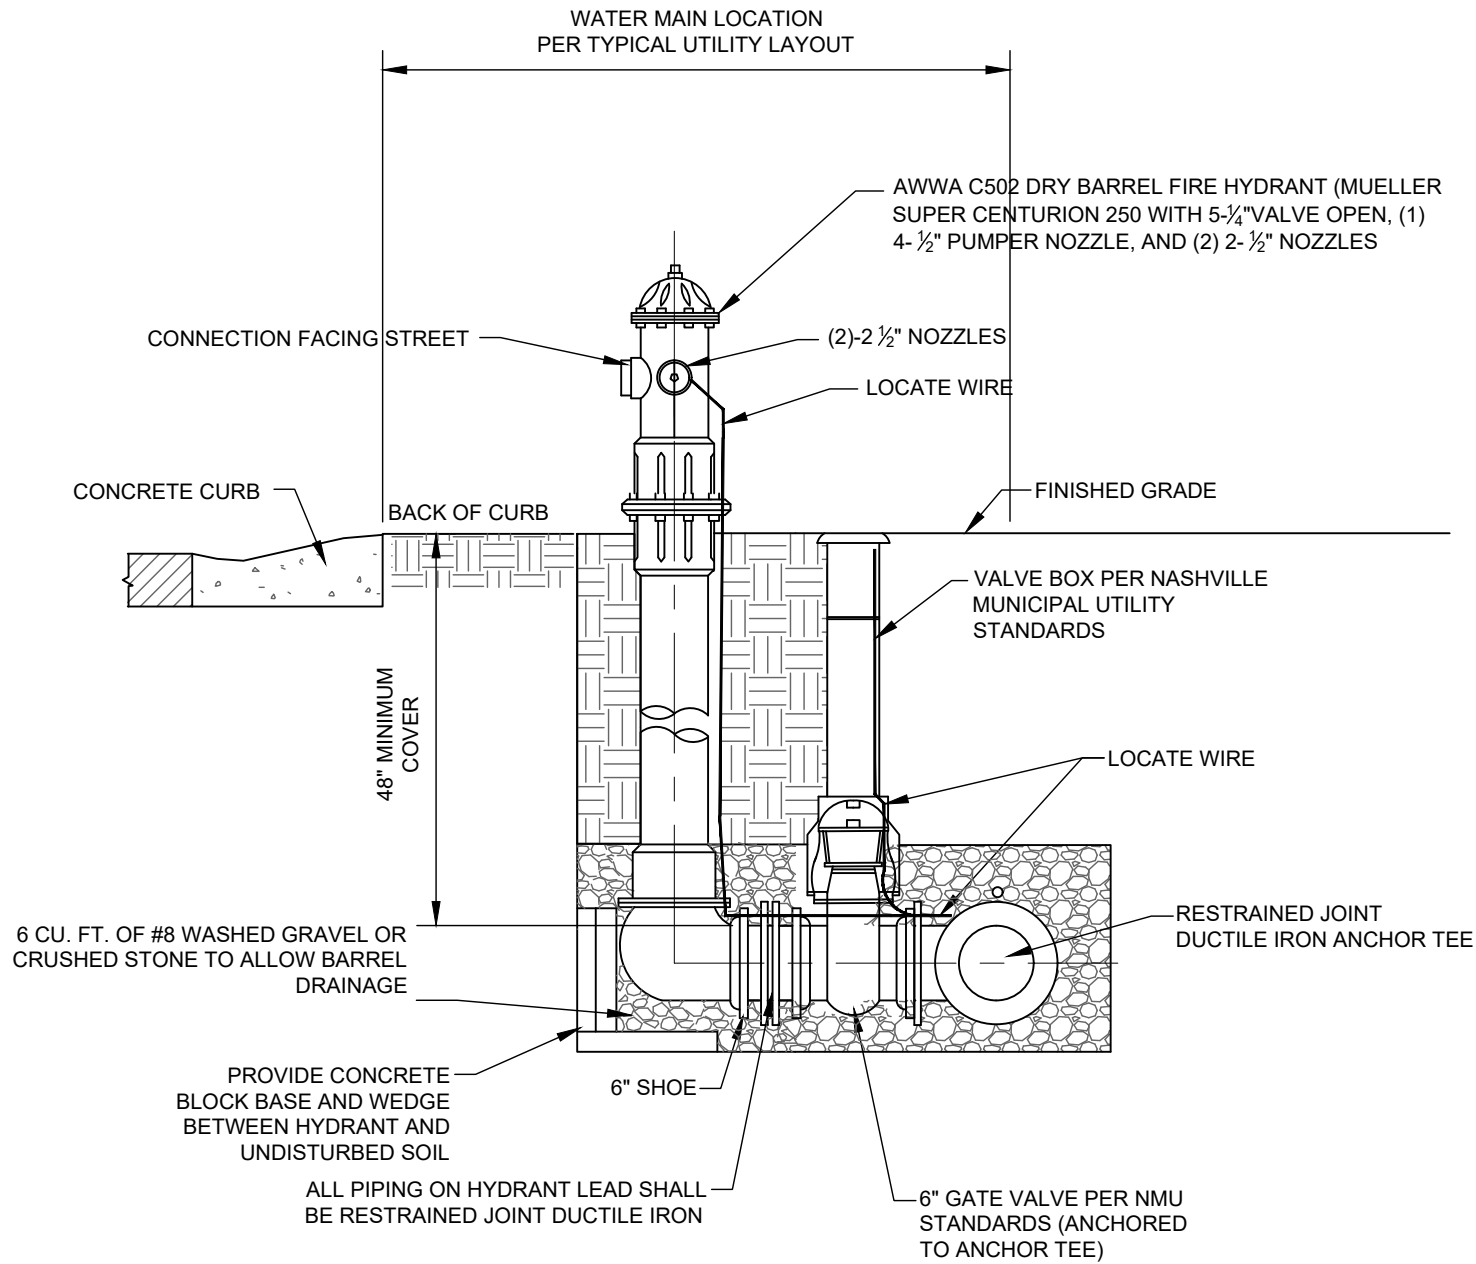 WATER MAIN LOCATION
PER TYPICAL UTILITY LAYOUT
AWWA C502 DRY BARREL FIRE HYDRANT (MUELLER
SUPER CENTURION 250 WITH 5-¼"VALVE OPEN, (1)
4- ½" PUMPER NOZZLE, AND (2) 2- ½" NOZZLES
CONNECTION FACING STREET
(2)-2 ½" NOZZLES
LOCATE WIRE
CONCRETE CURB
BACK OF CURB
FINISHED GRADE
VALVE BOX PER NASHVILLE
MUNICIPAL UTILITY
STANDARDS
48" MINIMUM
COVER
LOCATE WIRE
RESTRAINED JOINT
DUCTILE IRON ANCHOR TEE
6 CU. FT. OF #8 WASHED GRAVEL OR
CRUSHED STONE TO ALLOW BARREL
DRAINAGE
PROVIDE CONCRETE
BLOCK BASE AND WEDGE
BETWEEN HYDRANT AND
UNDISTURBED SOIL
6" SHOE
ALL PIPING ON HYDRANT LEAD SHALL
BE RESTRAINED JOINT DUCTILE IRON
6" GATE VALVE PER NMU
STANDARDS (ANCHORED
TO ANCHOR TEE)